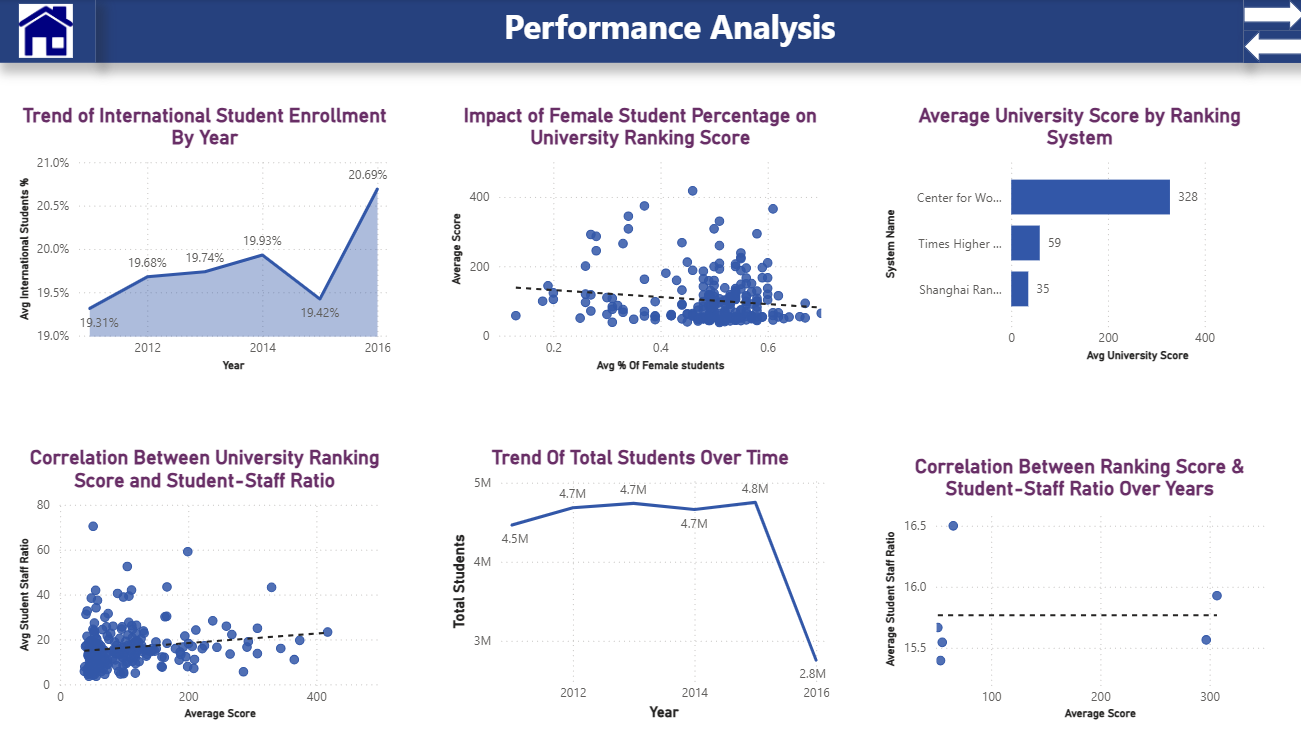 Performance Analysis
Trend of International Student Enrollment
By Year
Avg International Students %
21.0%
20.5%
20.0%
19.5%
19.0%
19.31%
19.68%
19.74%
19.93%
19.42%
20.69%
2012
2014
2016
Year
Impact of Female Student Percentage on
University Ranking Score
Average Score
400
200
0
0.2
0.4
0.6
Avg % Of Female students
Average University Score by Ranking
System
System Name
Center for Wo...
328
Times Higher ...
59
Shanghai Ran...
35
0
200
400
Avg University Score
Correlation Between University Ranking
Score and Student-Staff Ratio
Avg Student Staff Ratio
80
60
40
20
0
0
200
400
Average Score
Trend Of Total Students Over Time
Total Students
5M
4M
3M
4.5M
4.7M
4.7M
4.7M
4.8M
2.8M
2012
2014
2016
Year
Correlation Between Ranking Score &
Student-Staff Ratio Over Years
Average Student Staff Ratio
16.5
16.0
15.5
100
200
300
Average Score